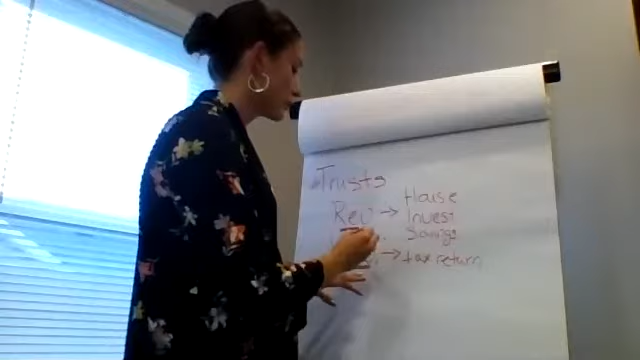 Trusts
Rev → House
Invest
Savings
→ tax return